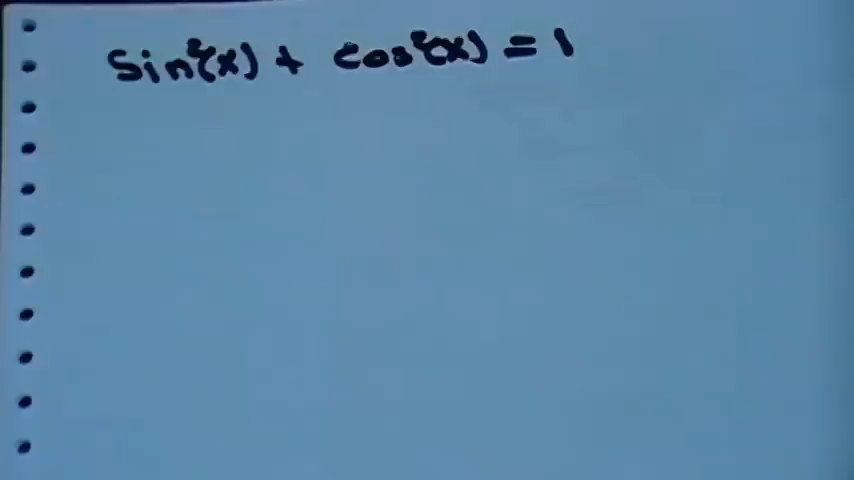 sin²(x) + cos²(x) = 1